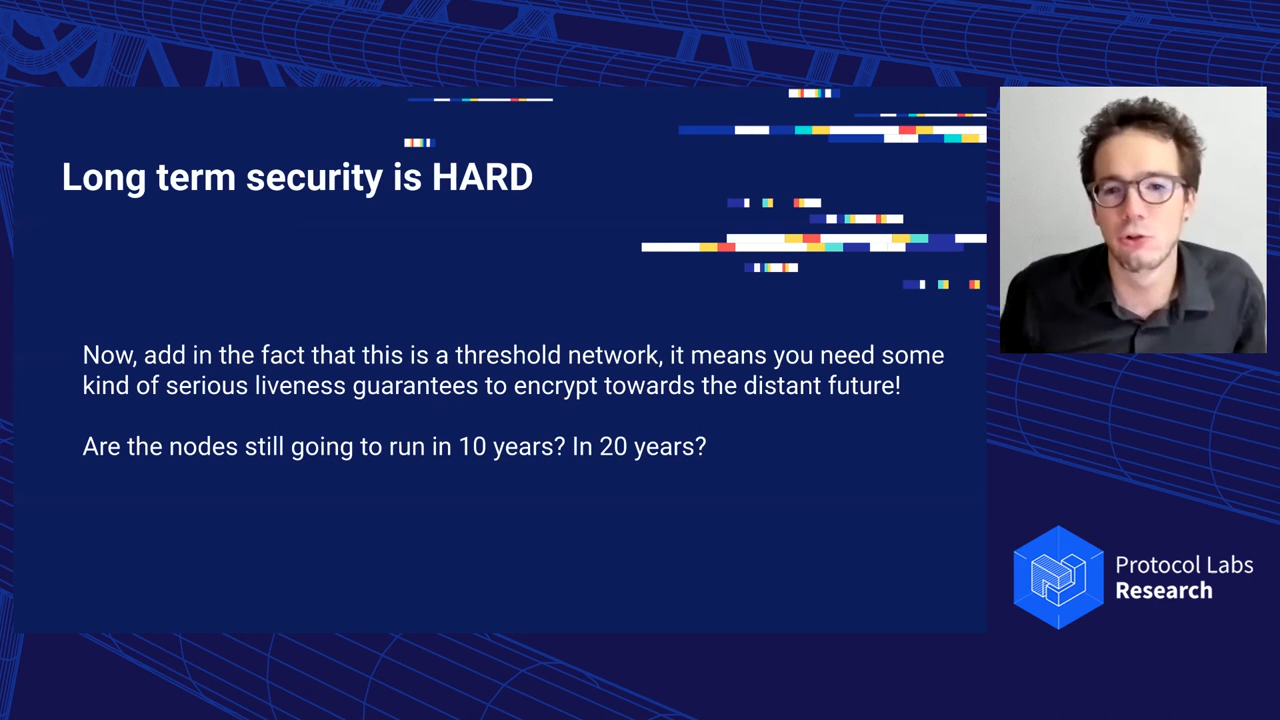 Long term security is HARD
Now, add in the fact that this is a threshold network, it means you need some
kind of serious liveness guarantees to encrypt towards the distant future!
Are the nodes still going to run in 10 years? In 20 years?
Protocol Labs
Research